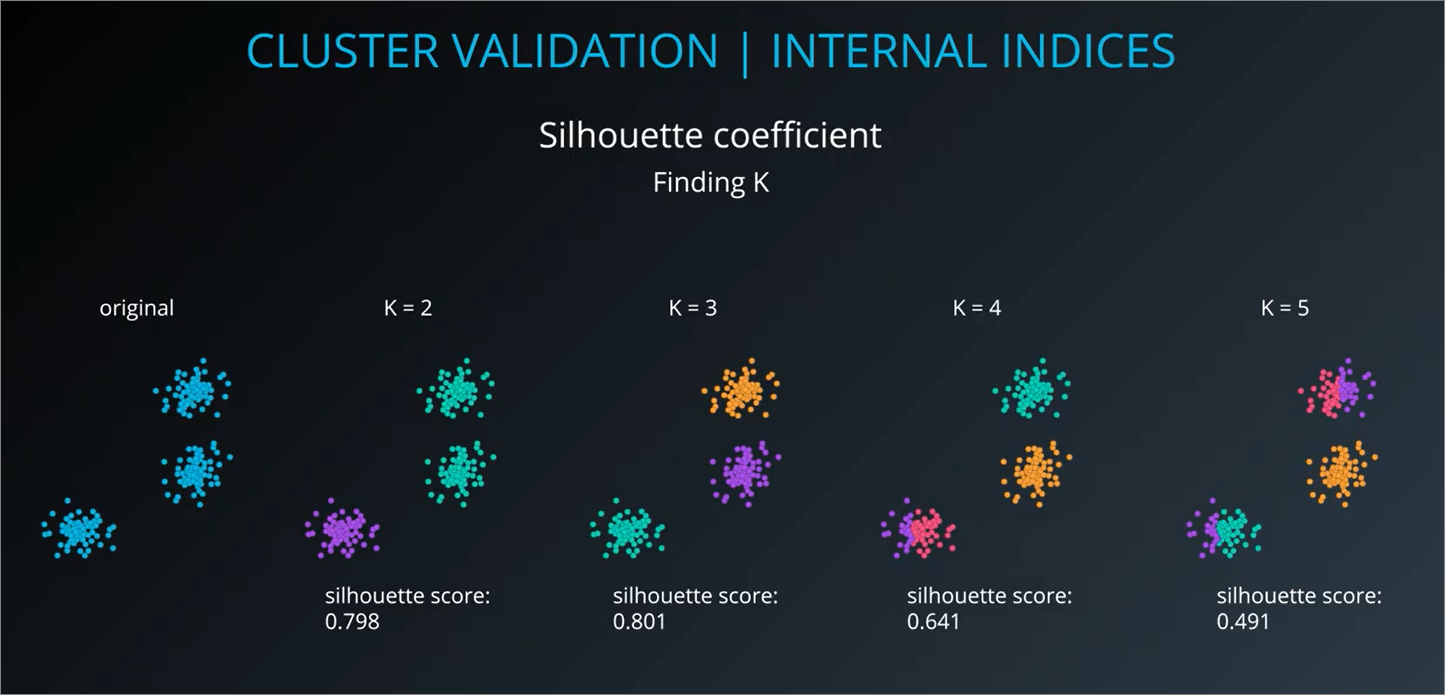 CLUSTER VALIDATION | INTERNAL INDICES
Silhouette coefficient
Finding K
original
K = 2
K = 3
K = 4
K = 5
silhouette score:
0.798
silhouette score:
0.801
silhouette score:
0.641
silhouette score:
0.491